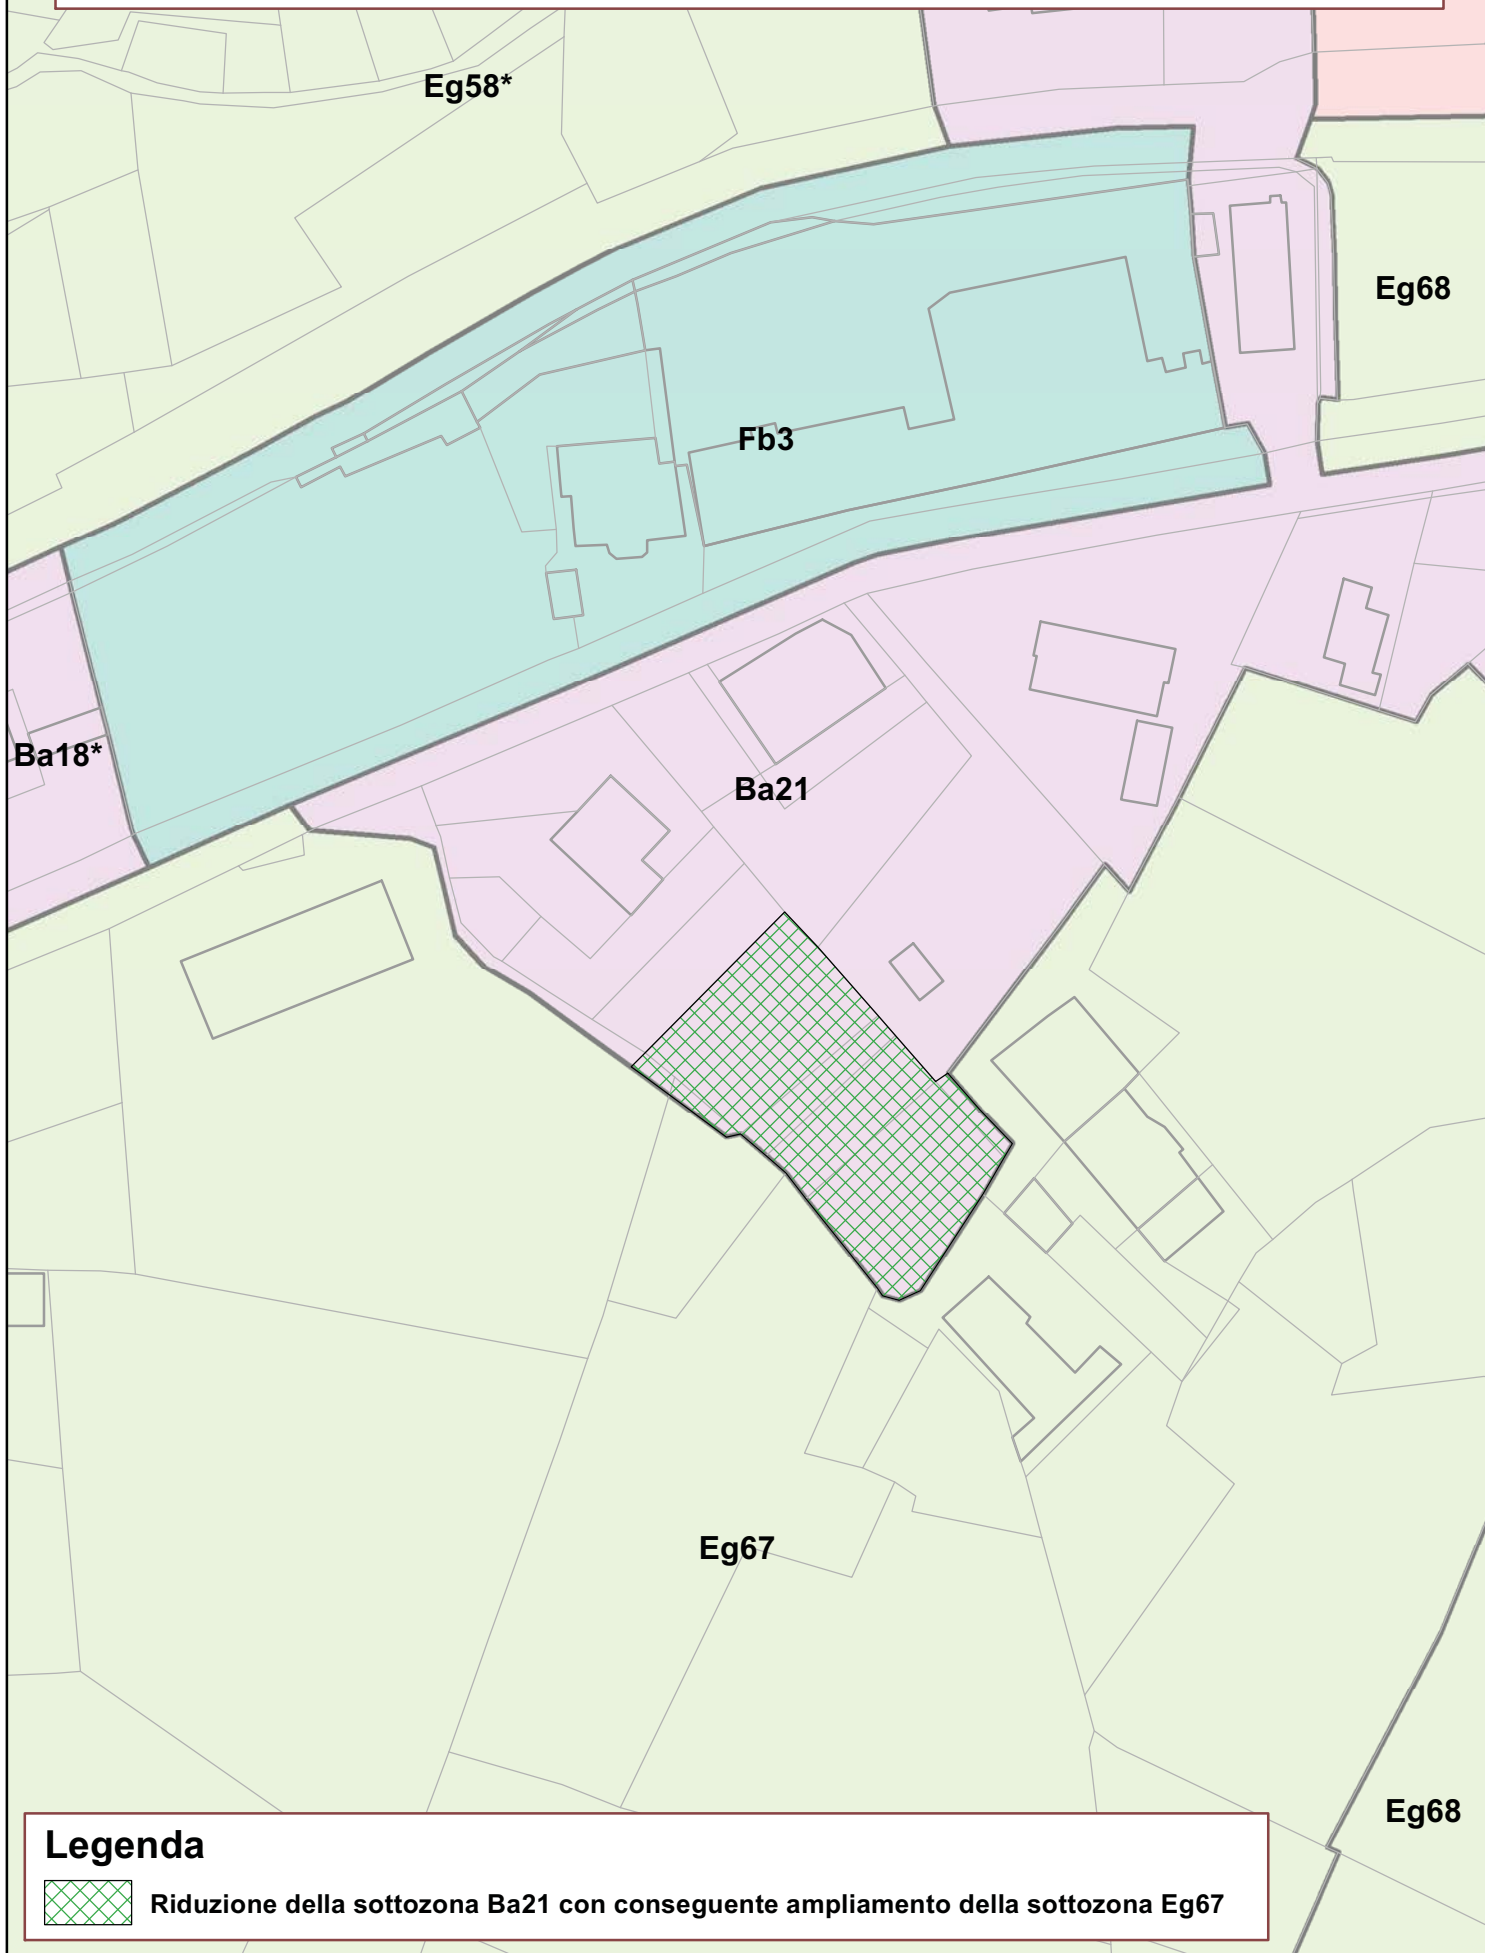 Eg58*
Eg68
Fb3
Ba18*
Ba21
Eg67
Eg68
Legenda
Riduzione della sottozona Ba21 con conseguente ampliamento della sottozona Eg67